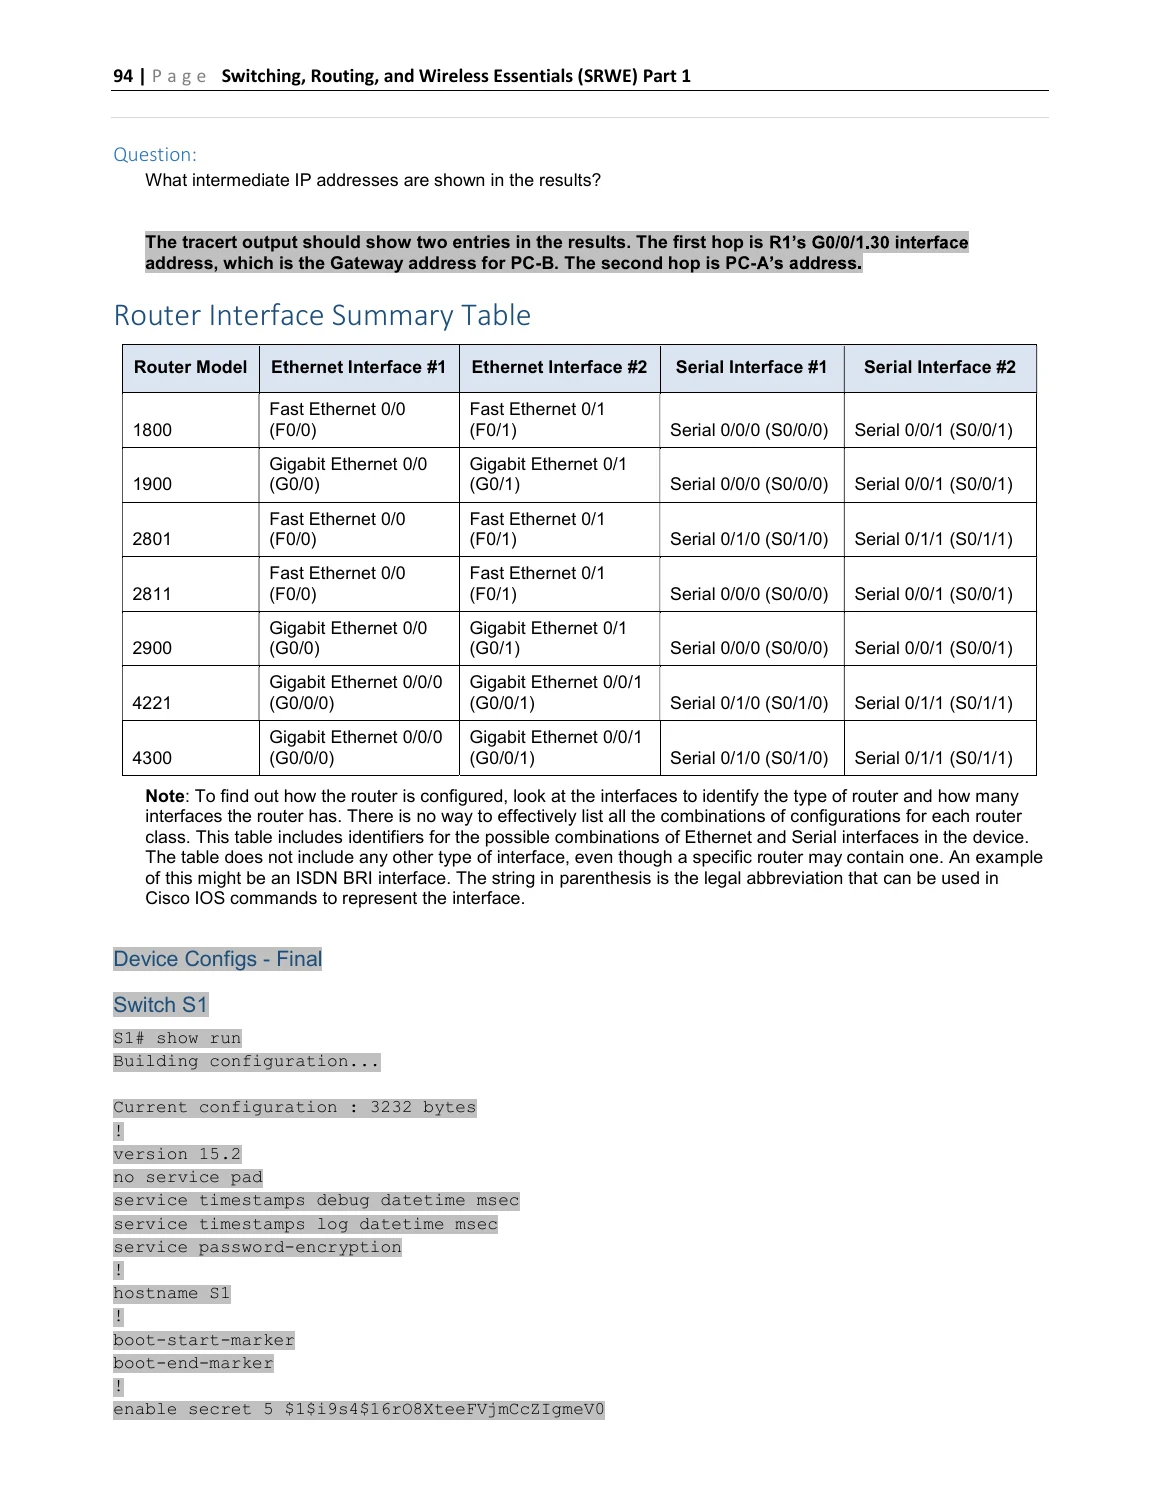 94 | Page Switching, Routing, and Wireless Essentials (SRWE) Part 1
Question:
What intermediate IP addresses are shown in the results?
The tracert output should show two entries in the results. The first hop is R1’s G0/0/1.30 interface
address, which is the Gateway address for PC-B. The second hop is PC-A’s address.
Router Interface Summary Table
Router Model Ethernet Interface #1 Ethernet Interface #2 Serial Interface #1 Serial Interface #2
1800 Fast Ethernet 0/0 (F0/0) Fast Ethernet 0/1 (F0/1) Serial 0/0/0 (S0/0/0) Serial 0/0/1 (S0/0/1)
1900 Gigabit Ethernet 0/0 (G0/0) Gigabit Ethernet 0/1 (G0/1) Serial 0/0/0 (S0/0/0) Serial 0/0/1 (S0/0/1)
2801 Fast Ethernet 0/0 (F0/0) Fast Ethernet 0/1 (F0/1) Serial 0/1/0 (S0/1/0) Serial 0/1/1 (S0/1/1)
2811 Fast Ethernet 0/0 (F0/0) Fast Ethernet 0/1 (F0/1) Serial 0/0/0 (S0/0/0) Serial 0/0/1 (S0/0/1)
2900 Gigabit Ethernet 0/0 (G0/0) Gigabit Ethernet 0/1 (G0/1) Serial 0/0/0 (S0/0/0) Serial 0/0/1 (S0/0/1)
4221 Gigabit Ethernet 0/0/0 (G0/0/0) Gigabit Ethernet 0/0/1 (G0/0/1) Serial 0/1/0 (S0/1/0) Serial 0/1/1 (S0/1/1)
4300 Gigabit Ethernet 0/0/0 (G0/0/0) Gigabit Ethernet 0/0/1 (G0/0/1) Serial 0/1/0 (S0/1/0) Serial 0/1/1 (S0/1/1)
Note: To find out how the router is configured, look at the interfaces to identify the type of router and how many
interfaces the router has. There is no way to effectively list all the combinations of configurations for each router
class. This table includes identifiers for the possible combinations of Ethernet and Serial interfaces in the device.
The table does not include any other type of interface, even though a specific router may contain one. An example
of this might be an ISDN BRI interface. The string in parenthesis is the legal abbreviation that can be used in
Cisco IOS commands to represent the interface.
Device Configs - Final
Switch S1
S1# show run
Building configuration...
Current configuration : 3232 bytes
!
version 15.2
no service pad
service timestamps debug datetime msec
service timestamps log datetime msec
service password-encryption
!
hostname S1
!
boot-start-marker
boot-end-marker
!
enable secret 5 $1$i9s4$16rO8XteeFVjmCcZIgmeV0